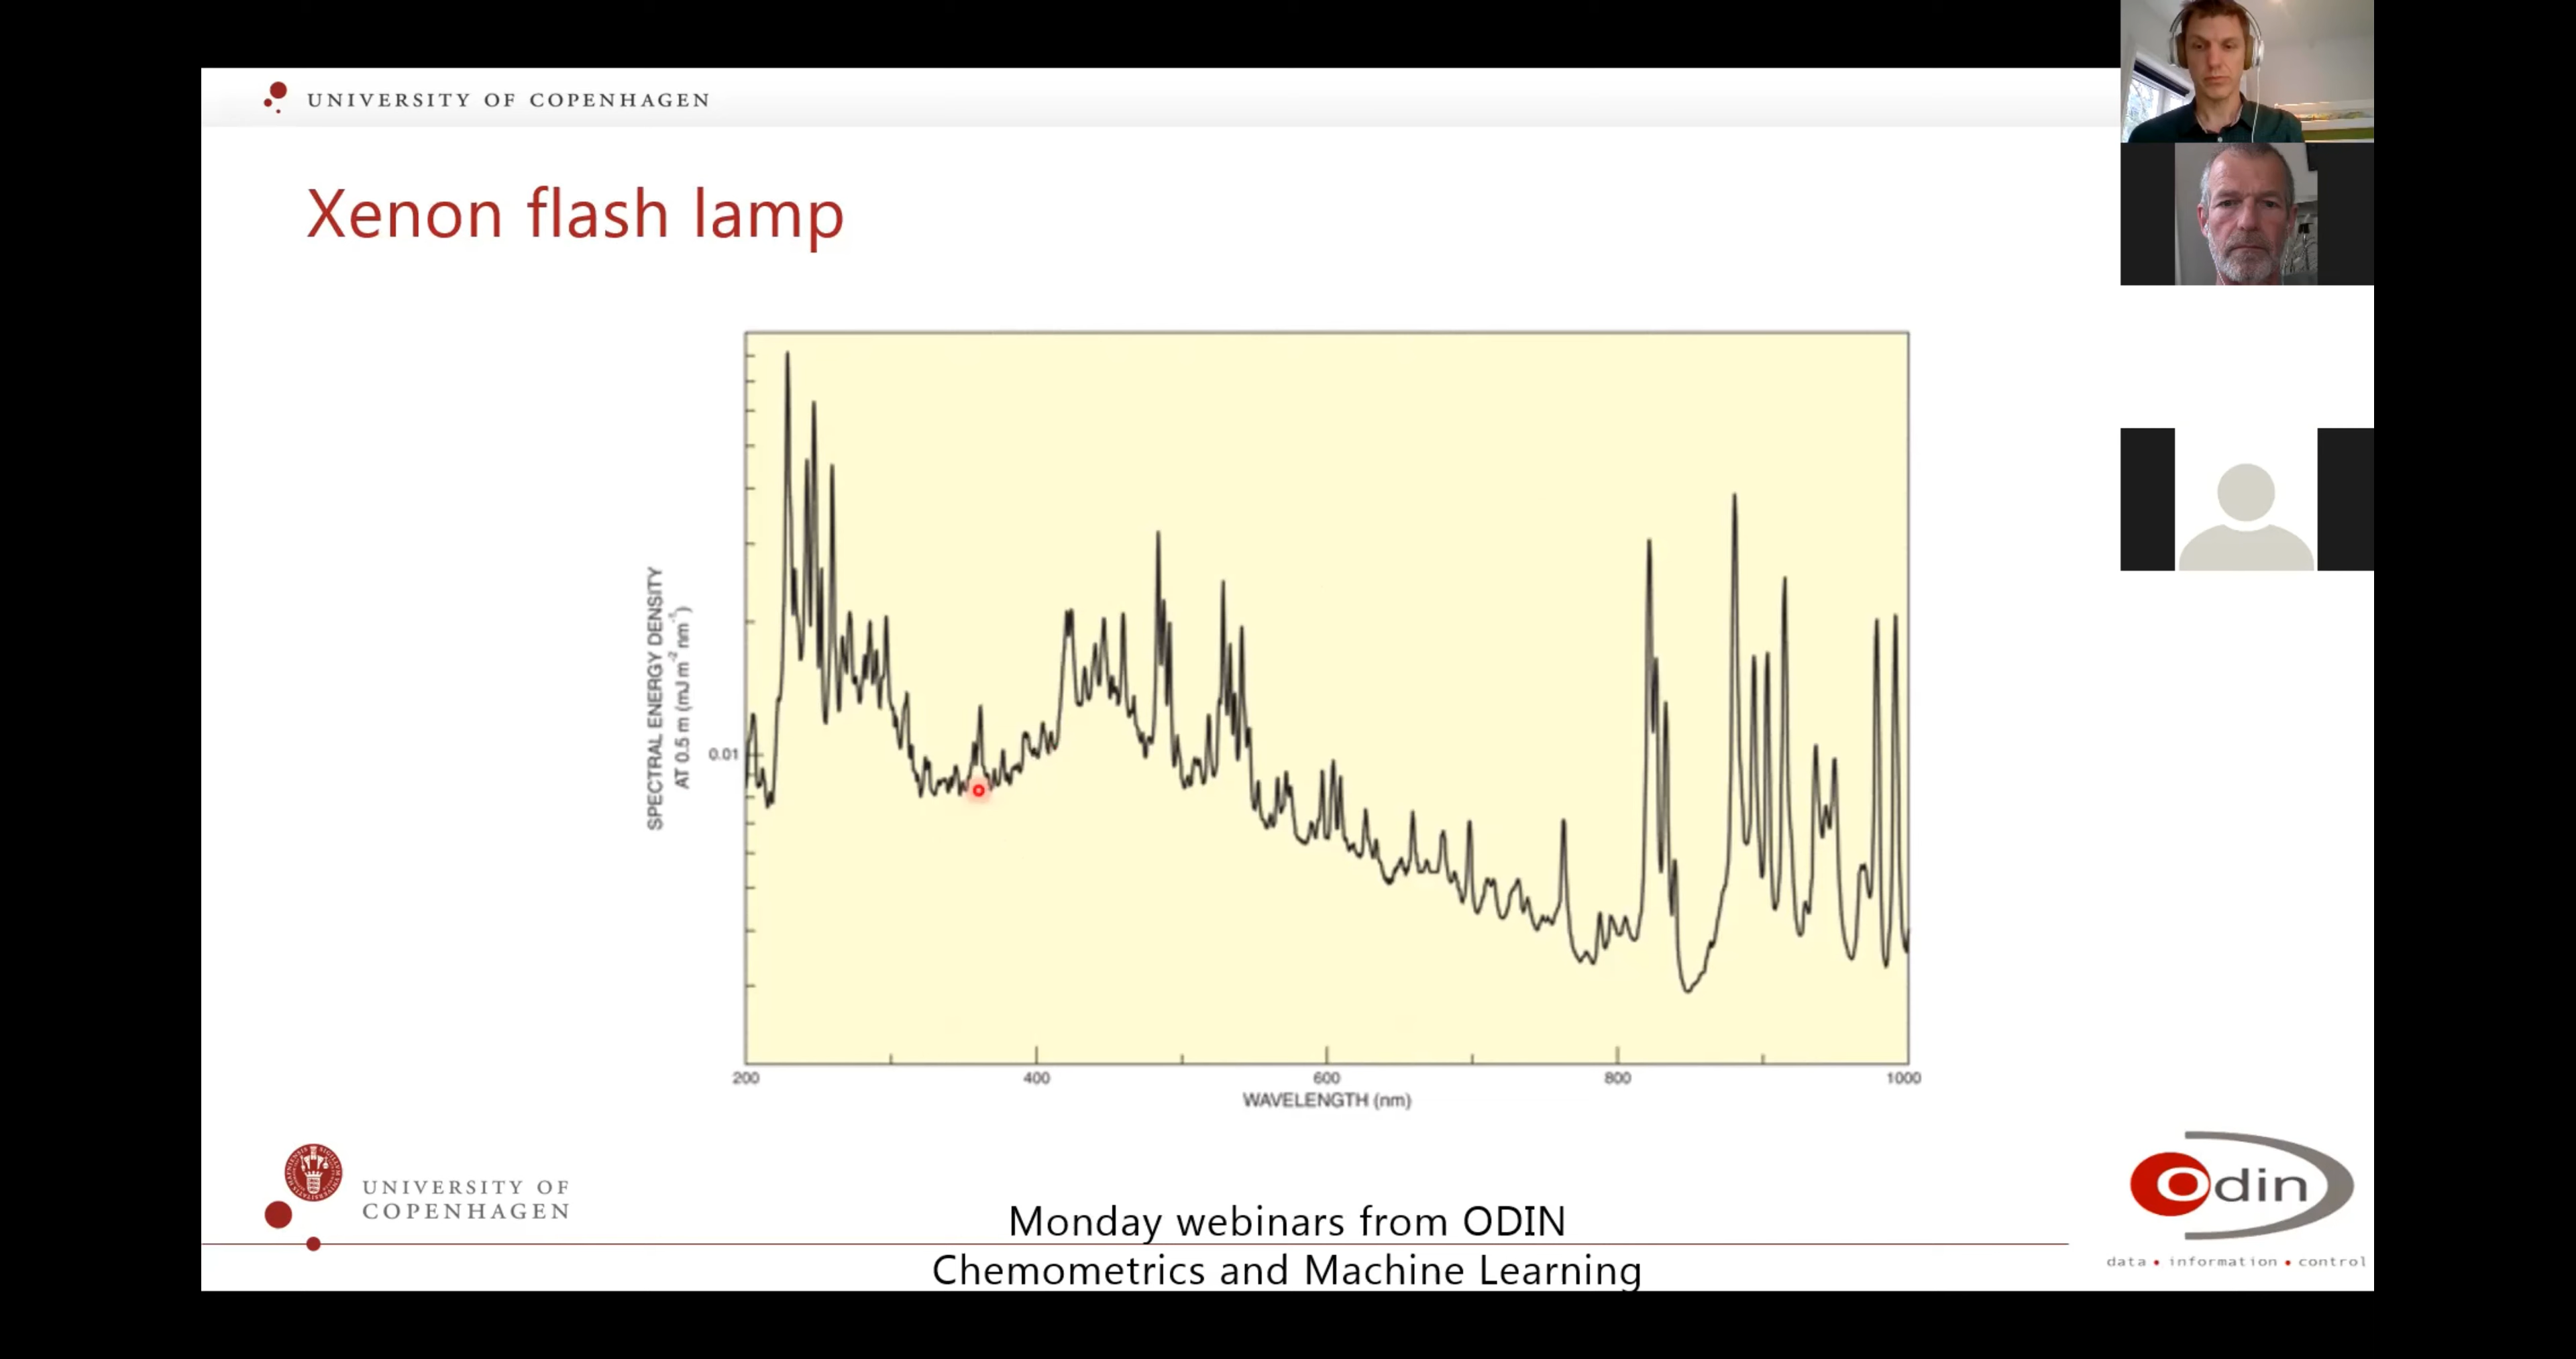 UNIVERSITY OF COPENHAGEN
Xenon flash lamp
SPECTRAL ENERGY DENSITY
AT 0.5 m (mJ m⁻² nm⁻¹)
0.01
200 400 600 800 1000
WAVELENGTH (nm)
UNIVERSITY OF
COPENHAGEN
Monday webinars from ODIN
Chemometrics and Machine Learning
Odin
data • information • control